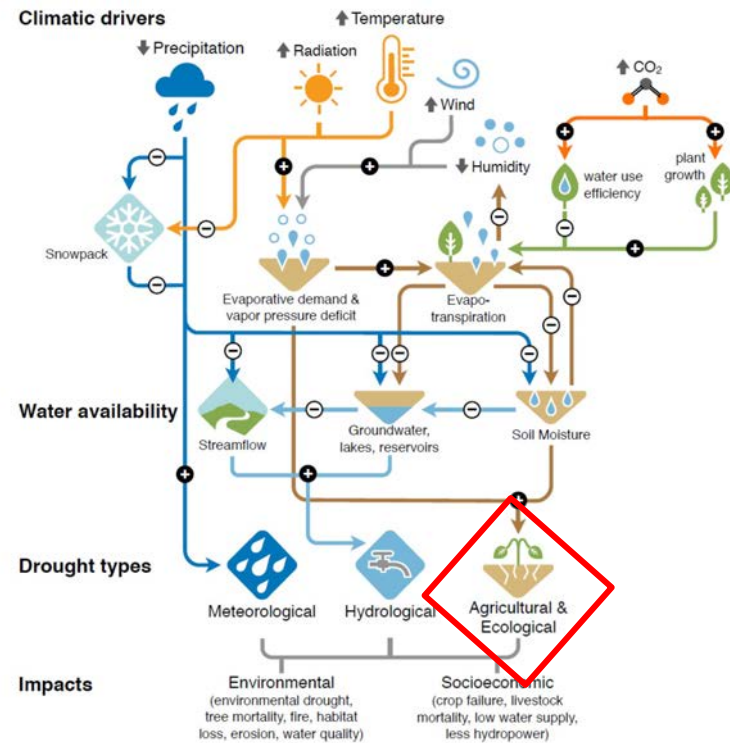 Climatic drivers
Temperature
Precipitation
Radiation
CO₂
Wind
Humidity
water use
efficiency
plant
growth
Snowpack
Evaporative demand &
vapor pressure deficit
Evapo-
transpiration
Water availability
Streamflow
Groundwater,
lakes, reservoirs
Soil Moisture
Drought types
Meteorological
Hydrological
Agricultural &
Ecological
Impacts
Environmental
(environmental drought,
tree mortality, fire, habitat
loss, erosion, water quality)
Socioeconomic
(crop failure, livestock
mortality, low water supply,
less hydropower)